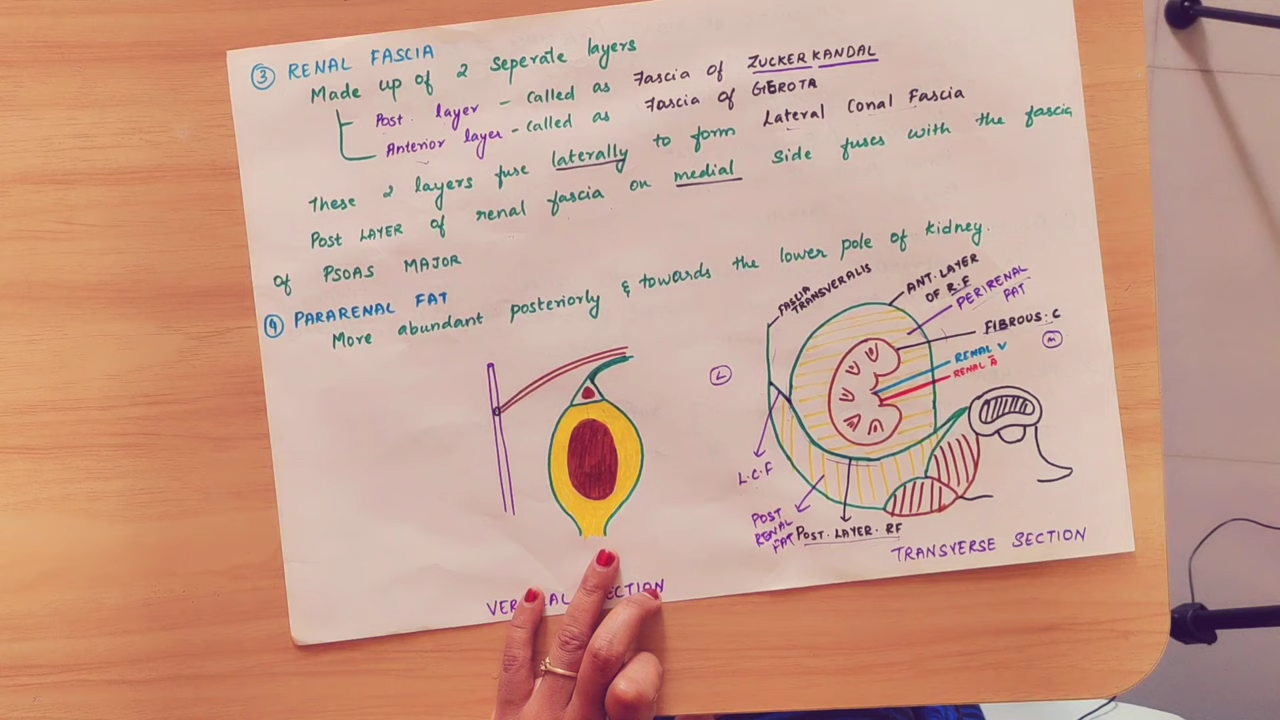 ③ RENAL FASCIA
Made up of 2 seperate layers
Post. layer - called as Fascia of ZUCKERKANDAL
Anterior layer - called as Fascia of GEROTA
These 2 layers fuse laterally to form Lateral Conal Fascia
Post LAYER of renal fascia on medial side fuses with the fascia
of PSOAS MAJOR
④ PARARENAL FAT
More abundant posteriorly & towards the lower pole of kidney.
FASCIA
TRANSVERALIS
ANT. LAYER
OF R.F
PERIRENAL
FAT
FIBROUS. C
RENAL V
RENAL A
L
M
L.C.F
POST
RENAL
FAT
POST. LAYER. RF
TRANSVERSE SECTION